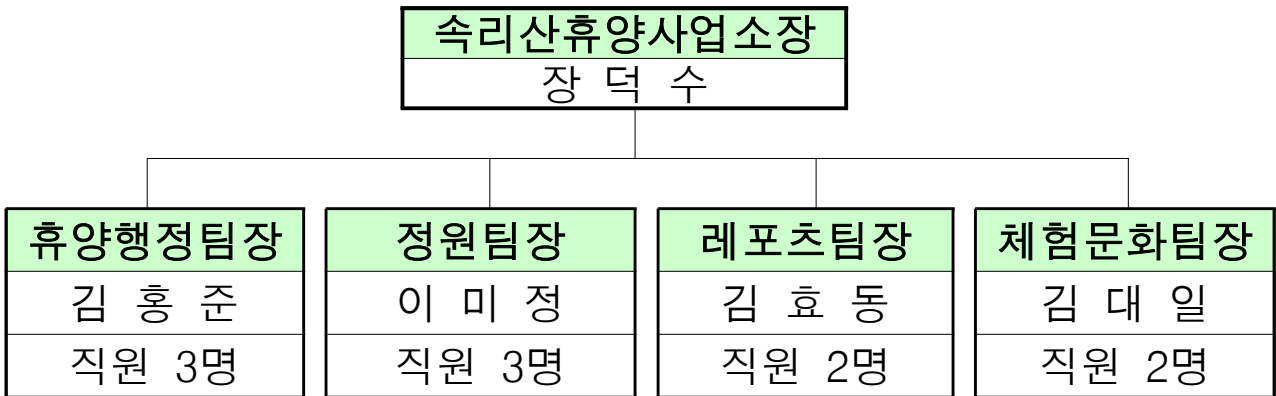 속리산휴양사업소장
장 덕 수
휴양행정팀장 정원팀장 레포츠팀장 체험문화팀장
김 홍 준 이 미 정 김 효 동 김 대 일
직원 3명 직원 3명 직원 2명 직원 2명